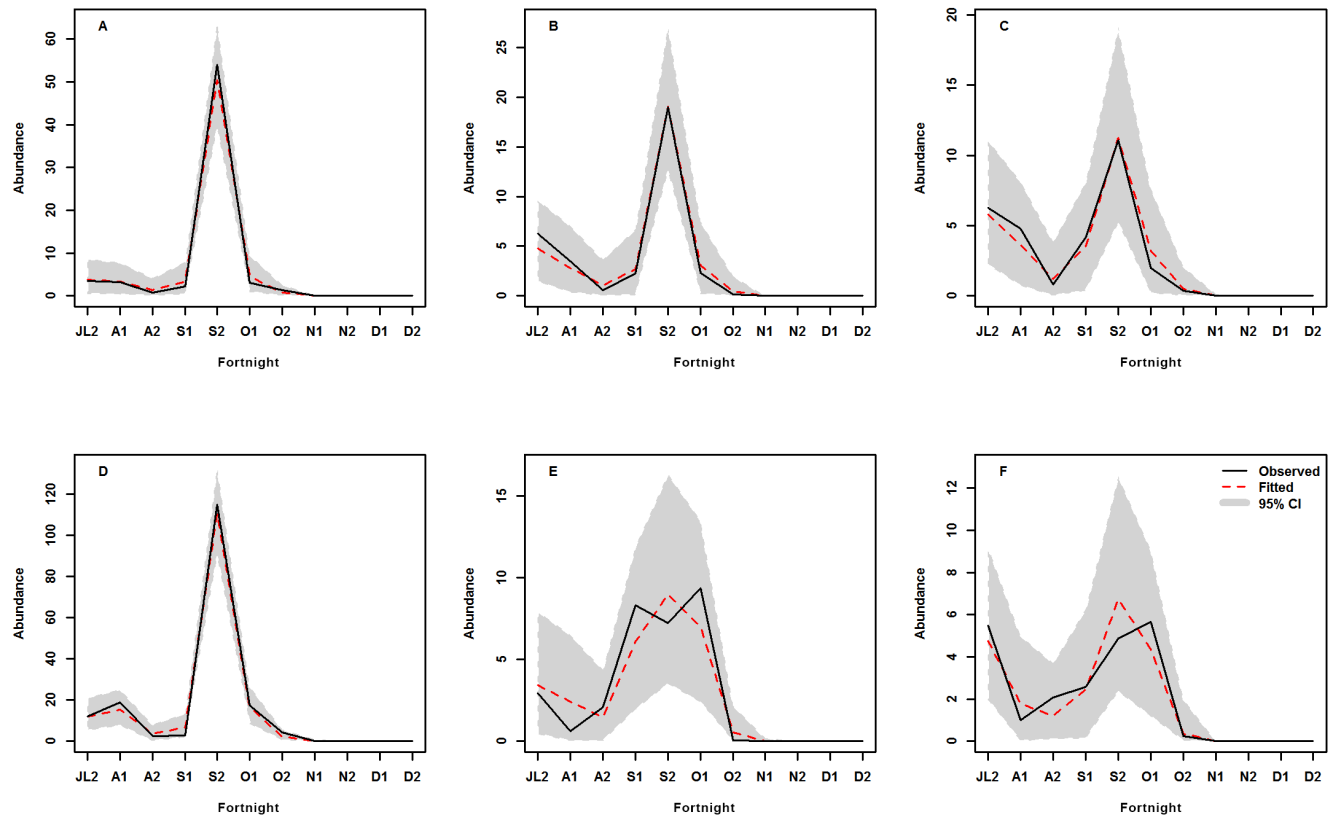 A
Abundance
60
50
40
30
20
10
0
JL2 A1 A2 S1 S2 O1 O2 N1 N2 D1 D2
Fortnight
B
Abundance
25
20
15
10
5
0
JL2 A1 A2 S1 S2 O1 O2 N1 N2 D1 D2
Fortnight
C
Abundance
20
15
10
5
0
JL2 A1 A2 S1 S2 O1 O2 N1 N2 D1 D2
Fortnight
D
Abundance
120
100
80
60
40
20
0
JL2 A1 A2 S1 S2 O1 O2 N1 N2 D1 D2
Fortnight
E
Abundance
15
10
5
0
JL2 A1 A2 S1 S2 O1 O2 N1 N2 D1 D2
Fortnight
F
Observed
Fitted
95% CI
Abundance
12
10
8
6
4
2
0
JL2 A1 A2 S1 S2 O1 O2 N1 N2 D1 D2
Fortnight